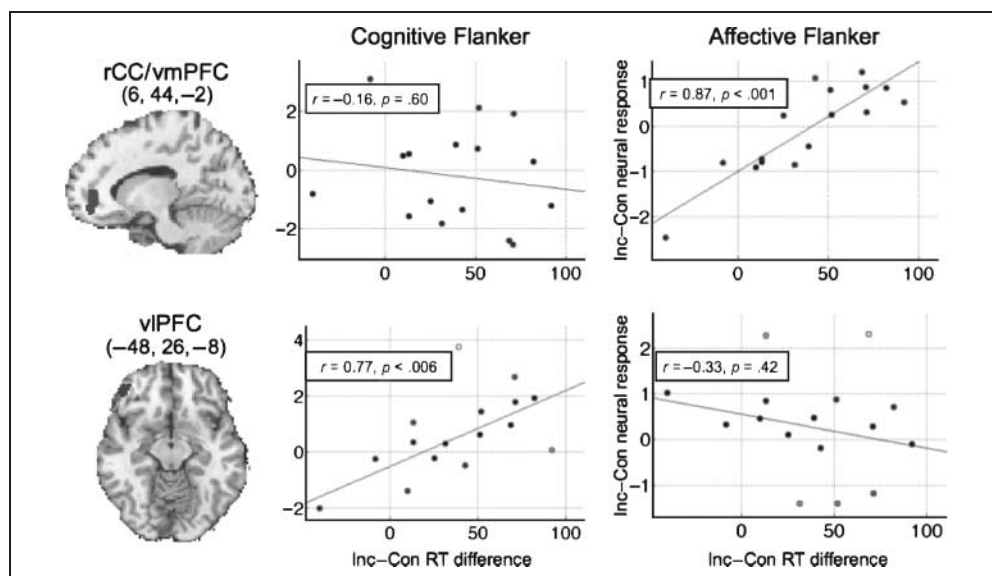 Cognitive Flanker
Affective Flanker
rCC/vmPFC
(6, 44, −2)
r = −0.16, p = .60
2
0
−2
0
50
100
r = 0.87, p < .001
Inc−Con neural response
1
0
−1
−2
0
50
100
vlPFC
(−48, 26, −8)
r = 0.77, p < .006
4
2
0
−2
0
50
100
Inc−Con RT difference
r = −0.33, p = .42
Inc−Con neural response
2
1
0
−1
0
50
100
Inc−Con RT difference